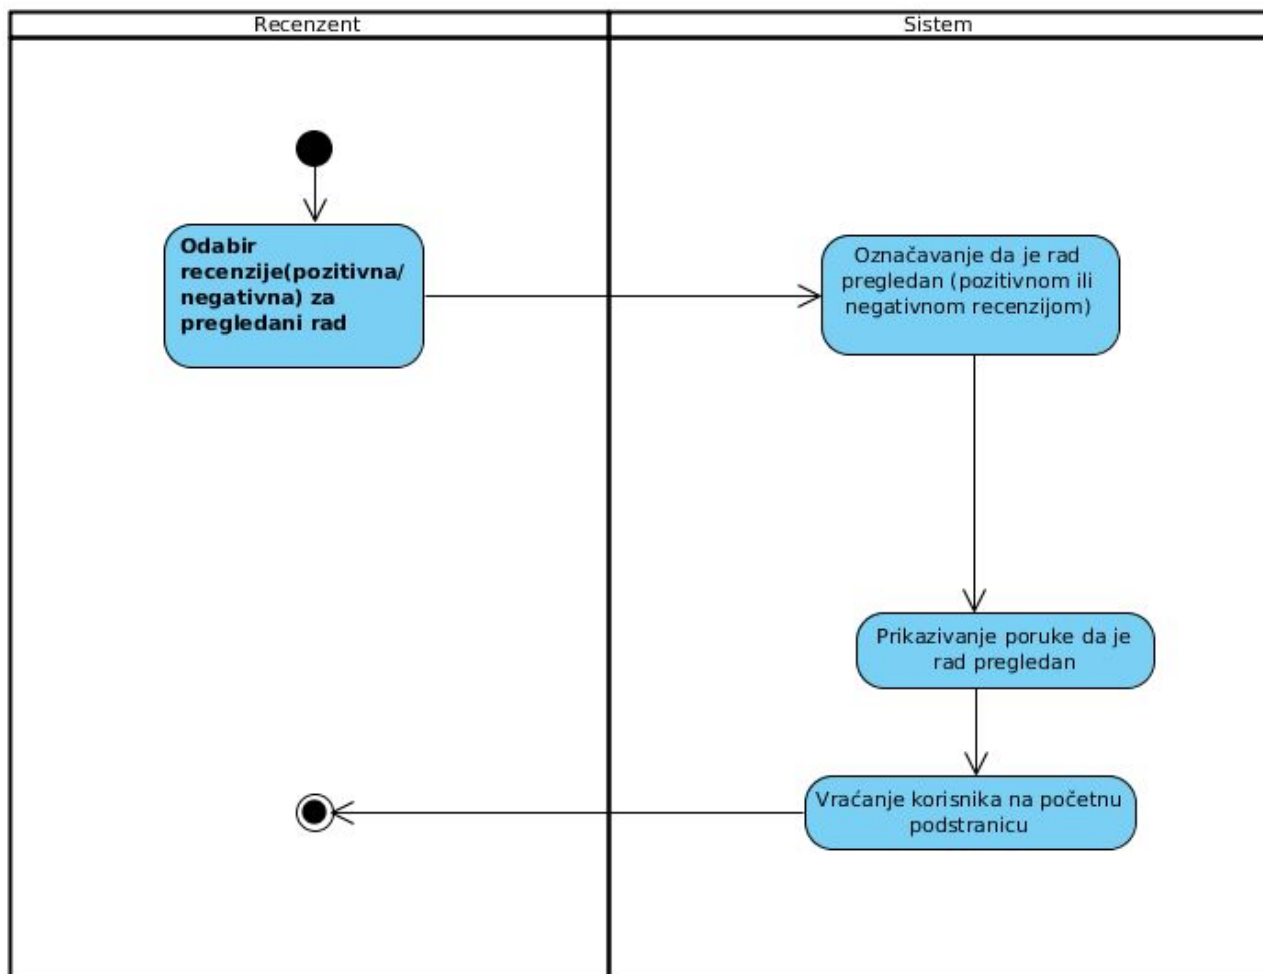 Recenzent
Sistem
Odabir
recenzije(pozitivna/
negativna) za
pregledani rad
Označavanje da je rad
pregledan (pozitivnom ili
negativnom recenzijom)
Prikazivanje poruke da je
rad pregledan
Vraćanje korisnika na početnu
podstranicu